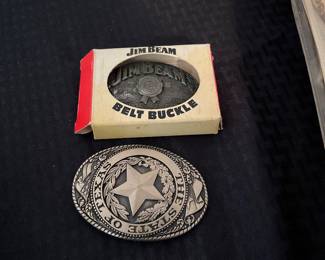 JIM BEAM
JIM BEAM
BELT BUCKLE
THE STATE OF TEXAS